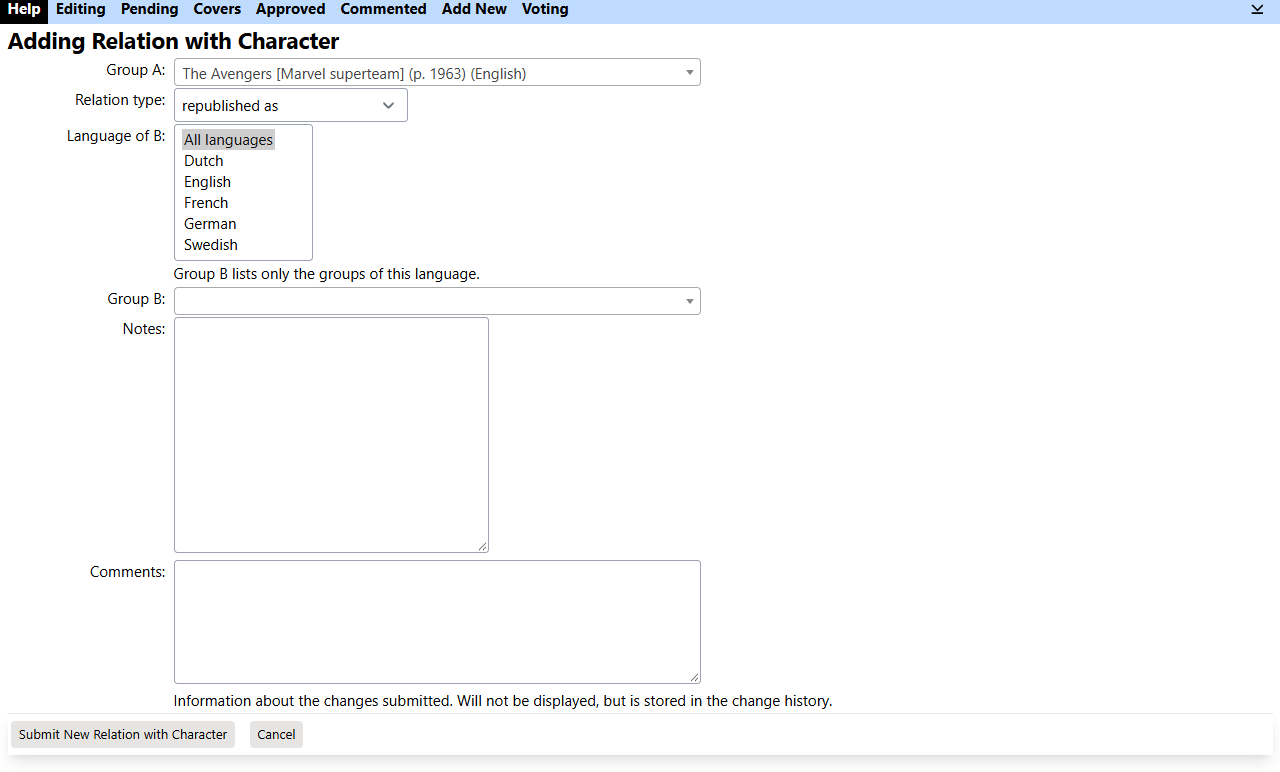 Help Editing Pending Covers Approved Commented Add New Voting
Adding Relation with Character
Group A: The Avengers [Marvel superteam] (p. 1963) (English)
Relation type: republished as
Language of B: All languages
Dutch
English
French
German
Swedish
Group B lists only the groups of this language.
Group B:
Notes:
Comments:
Information about the changes submitted. Will not be displayed, but is stored in the change history.
Submit New Relation with Character Cancel